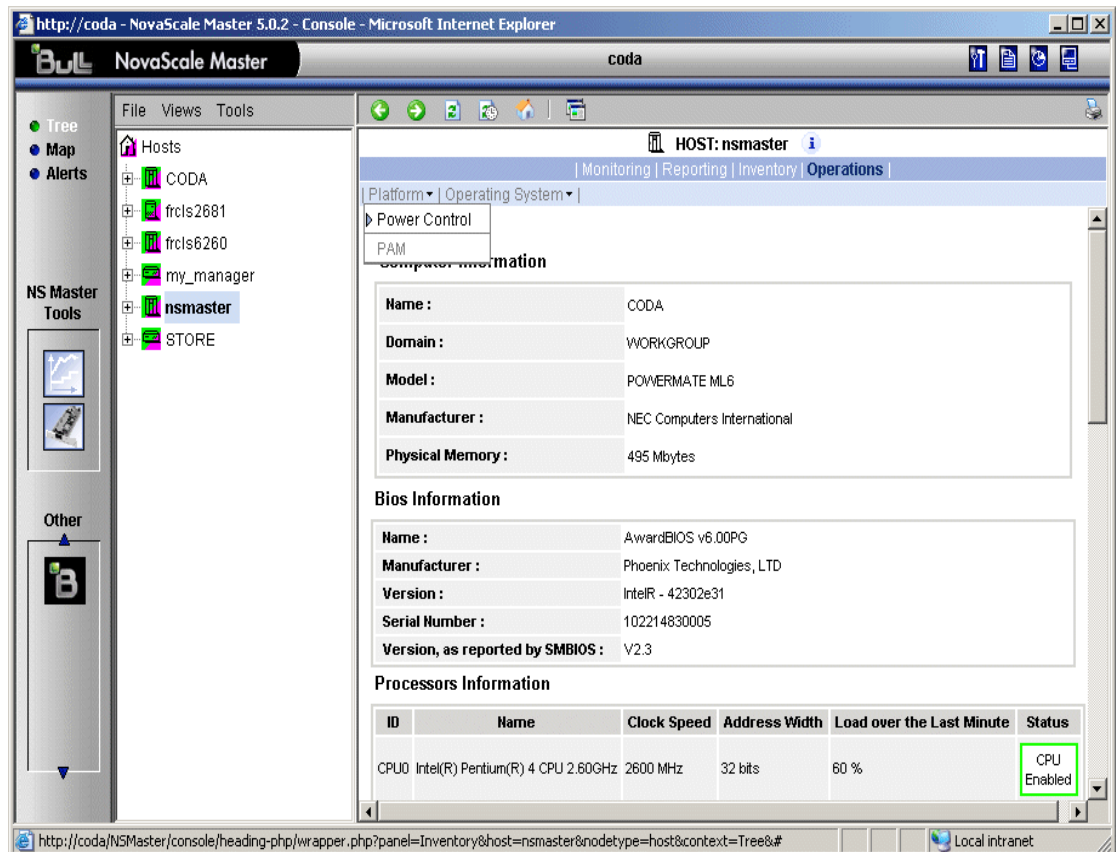 http://coda - NovaScale Master 5.0.2 - Console - Microsoft Internet Explorer
Bull NovaScale Master coda
Tree
Map
Alerts
NS Master
Tools
Other
B
File Views Tools
Hosts
CODA
frcls2681
frcls6260
my_manager
nsmaster
STORE
HOST: nsmaster i
| Monitoring | Reporting | Inventory | Operations |
| Platform | Operating System |
Power Control
PAM
Computer Information
Name : CODA
Domain : WORKGROUP
Model : POWERMATE ML6
Manufacturer : NEC Computers International
Physical Memory : 495 Mbytes
Bios Information
Name : AwardBIOS v6.00PG
Manufacturer : Phoenix Technologies, LTD
Version : IntelR - 42302e31
Serial Number : 102214830005
Version, as reported by SMBIOS : V2.3
Processors Information
ID Name Clock Speed Address Width Load over the Last Minute Status
CPU0 Intel(R) Pentium(R) 4 CPU 2.60GHz 2600 MHz 32 bits 60 % CPU Enabled
http://coda/NSMaster/console/heading-php/wrapper.php?panel=Inventory&host=nsmaster&nodetype=host&context=Tree&# Local intranet